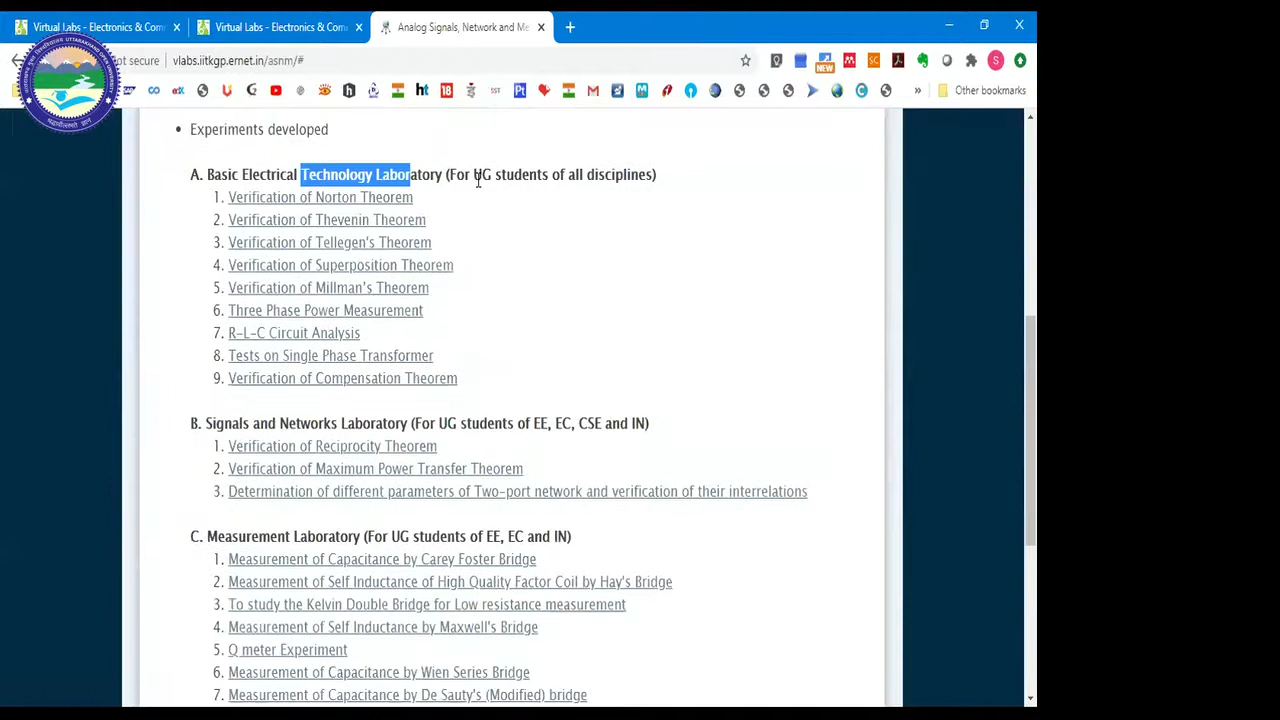 Virtual Labs - Electronics & Com
Virtual Labs - Electronics & Com
Analog Signals, Network and Me
Not secure
vlabs.iitkgp.ernet.in/asnm/#
Other bookmarks
Experiments developed
A. Basic Electrical Technology Laboratory (For UG students of all disciplines)
1. Verification of Norton Theorem
2. Verification of Thevenin Theorem
3. Verification of Tellegen's Theorem
4. Verification of Superposition Theorem
5. Verification of Millman's Theorem
6. Three Phase Power Measurement
7. R-L-C Circuit Analysis
8. Tests on Single Phase Transformer
9. Verification of Compensation Theorem
B. Signals and Networks Laboratory (For UG students of EE, EC, CSE and IN)
1. Verification of Reciprocity Theorem
2. Verification of Maximum Power Transfer Theorem
3. Determination of different parameters of Two-port network and verification of their interrelations
C. Measurement Laboratory (For UG students of EE, EC and IN)
1. Measurement of Capacitance by Carey Foster Bridge
2. Measurement of Self Inductance of High Quality Factor Coil by Hay's Bridge
3. To study the Kelvin Double Bridge for Low resistance measurement
4. Measurement of Self Inductance by Maxwell's Bridge
5. Q meter Experiment
6. Measurement of Capacitance by Wien Series Bridge
7. Measurement of Capacitance by De Sauty's (Modified) bridge